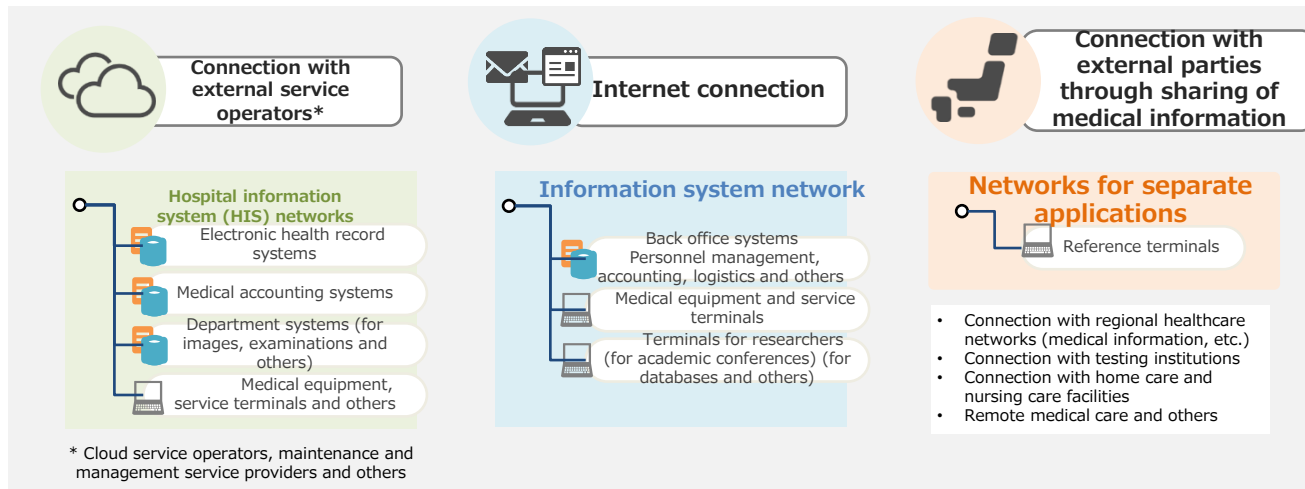 Connection with
external service
operators*
Internet connection
Connection with
external parties
through sharing of
medical information
Hospital information
system (HIS) networks
Electronic health record
systems
Medical accounting systems
Department systems (for
images, examinations and
others)
Medical equipment,
service terminals and others
* Cloud service operators, maintenance and
management service providers and others
Information system network
Back office systems
Personnel management,
accounting, logistics and others
Medical equipment and service
terminals
Terminals for researchers
(for academic conferences) (for
databases and others)
Networks for separate
applications
Reference terminals
• Connection with regional healthcare
networks (medical information, etc.)
• Connection with testing institutions
• Connection with home care and
nursing care facilities
• Remote medical care and others